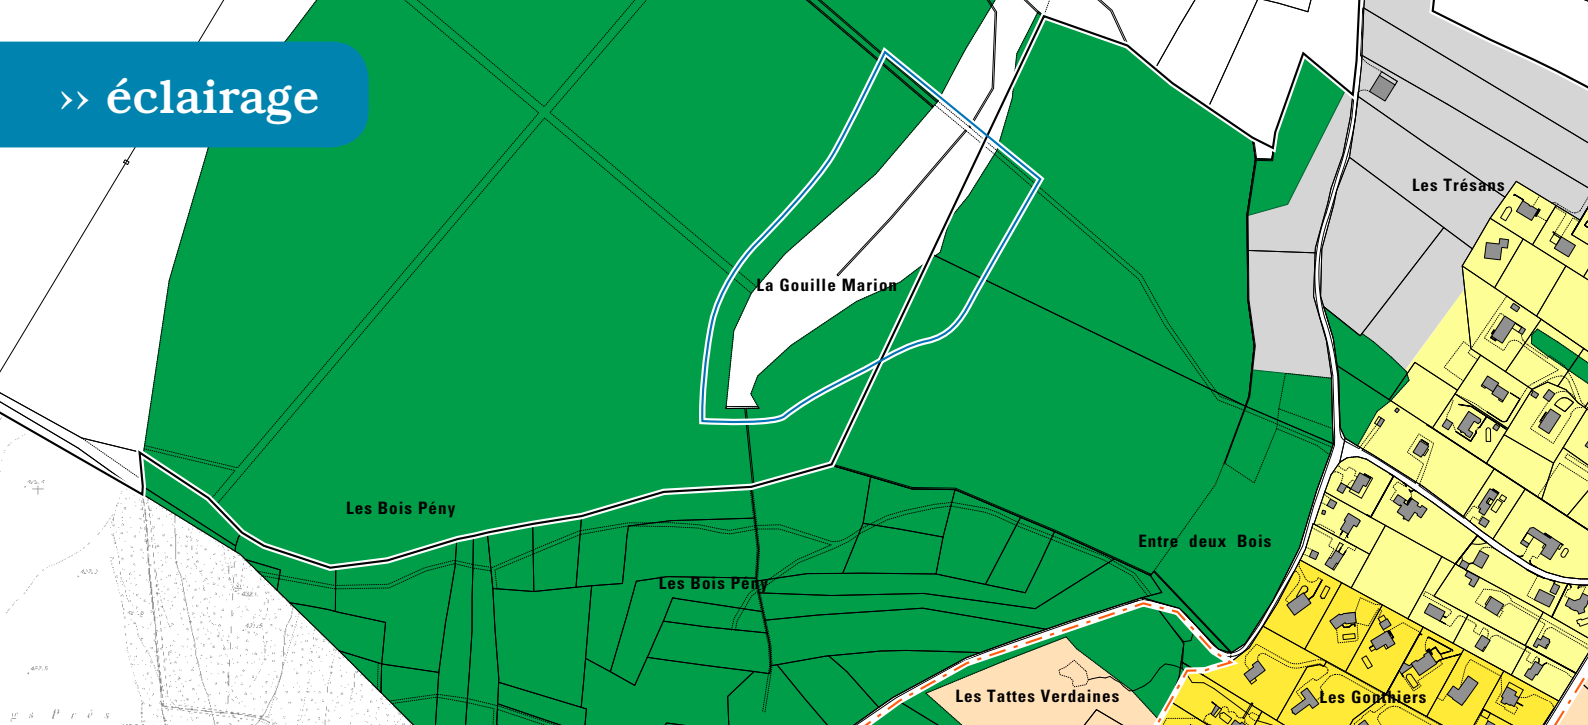 ›› éclairage
Les Trésans
La Gouille Marion
Les Bois Pény
Entre deux Bois
Les Bois Pény
Les Tattes Verdaines
Les Gonthiers